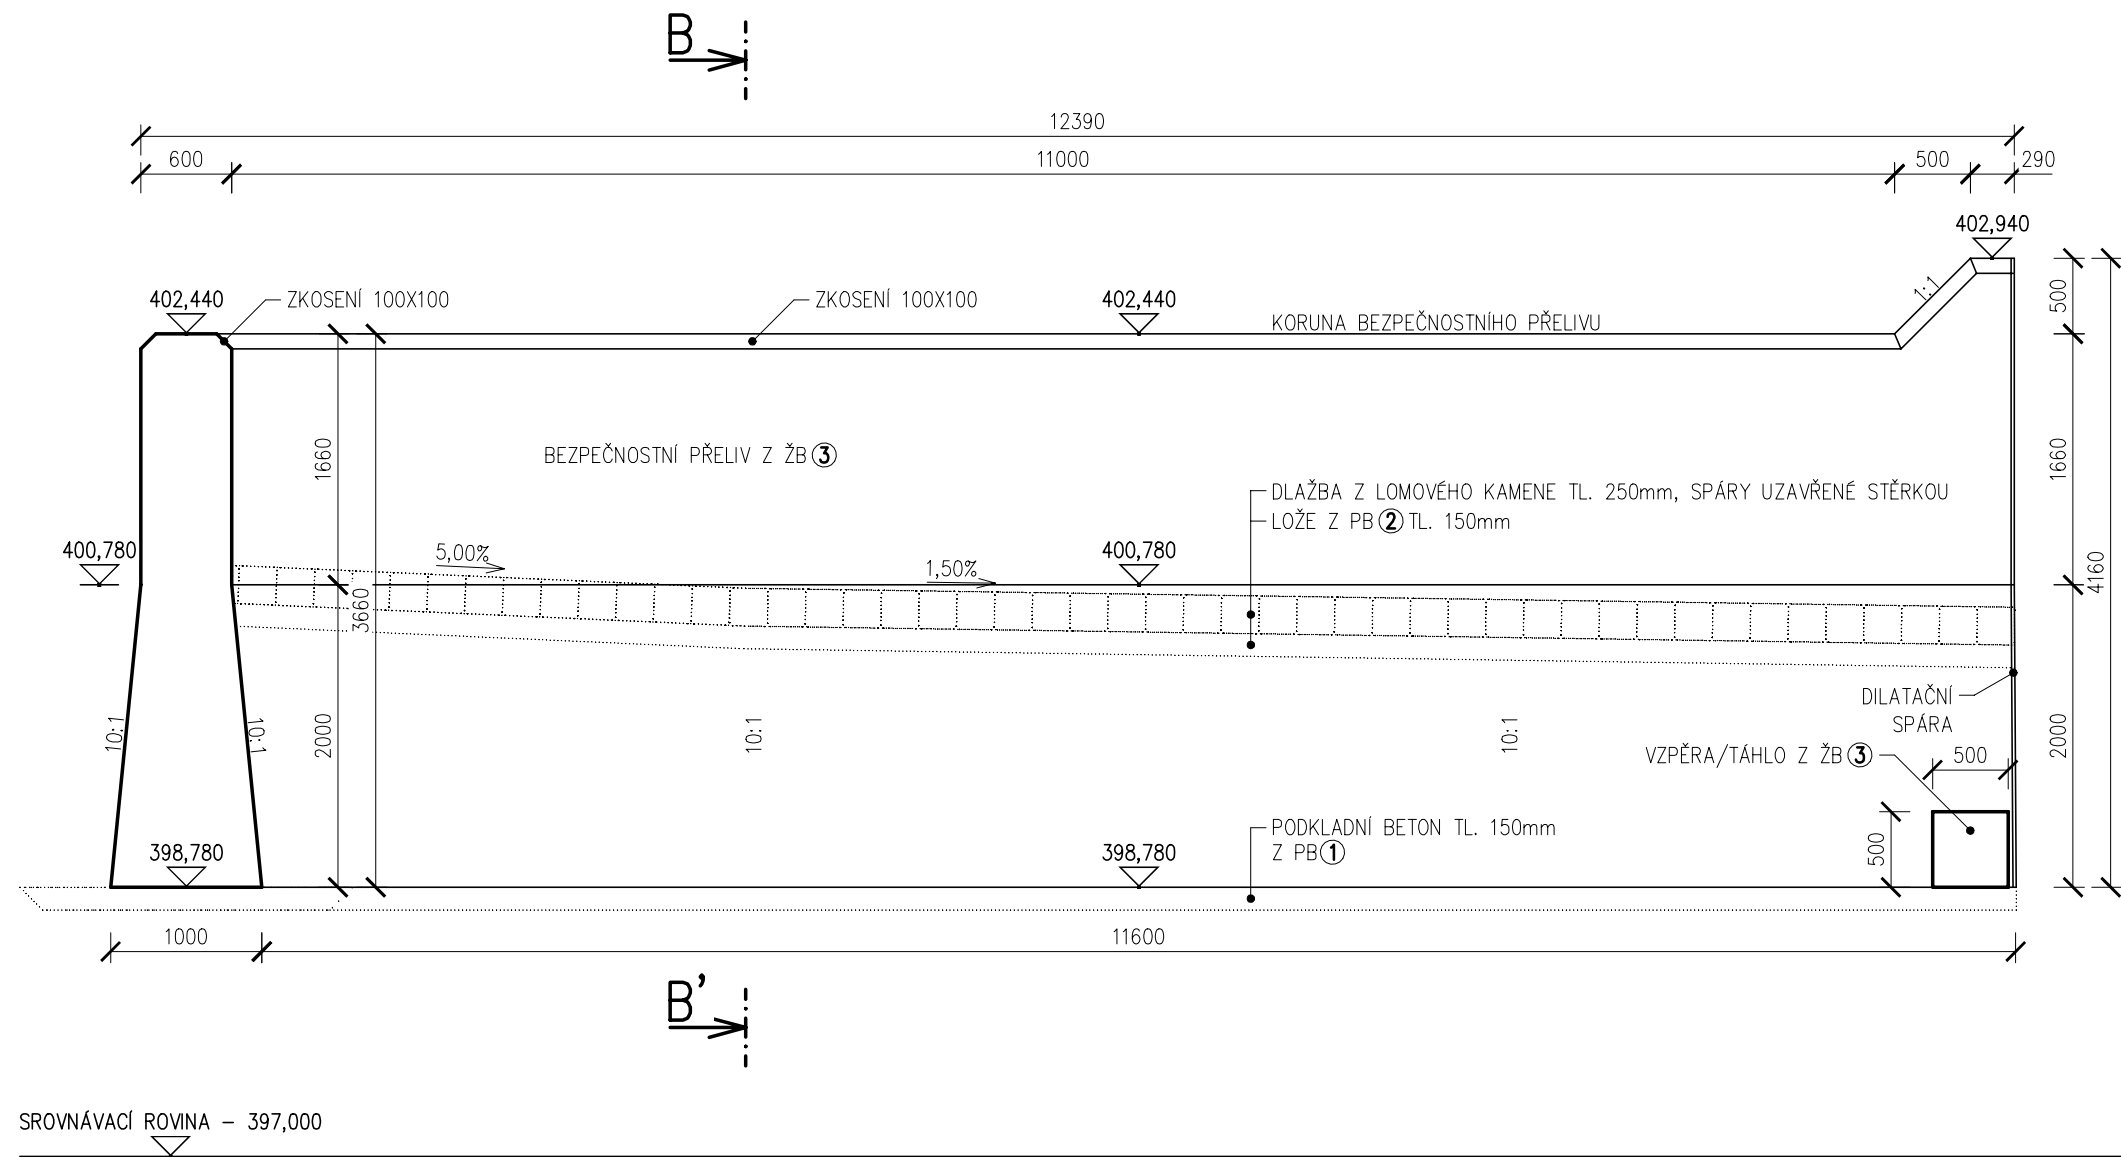 B
12390
600
11000
500
290
402,940
402,440
ZKOSENÍ 100X100
ZKOSENÍ 100X100
402,440
KORUNA BEZPEČNOSTNÍHO PŘELIVU
1:1
500
1660
BEZPEČNOSTNÍ PŘELIV Z ŽB 3
1660
DLAŽBA Z LOMOVÉHO KAMENE TL. 250mm, SPÁRY UZAVŘENÉ STĚRKOU
LOŽE Z PB 2 TL. 150mm
400,780
5,00%
1,50%
400,780
3660
4160
10:1
10:1
2000
10:1
10:1
DILATAČNÍ
SPÁRA
2000
VZPĚRA/TÁHLO Z ŽB 3
500
500
398,780
PODKLADNÍ BETON TL. 150mm
Z PB 1
398,780
1000
11600
B'
SROVNÁVACÍ ROVINA – 397,000